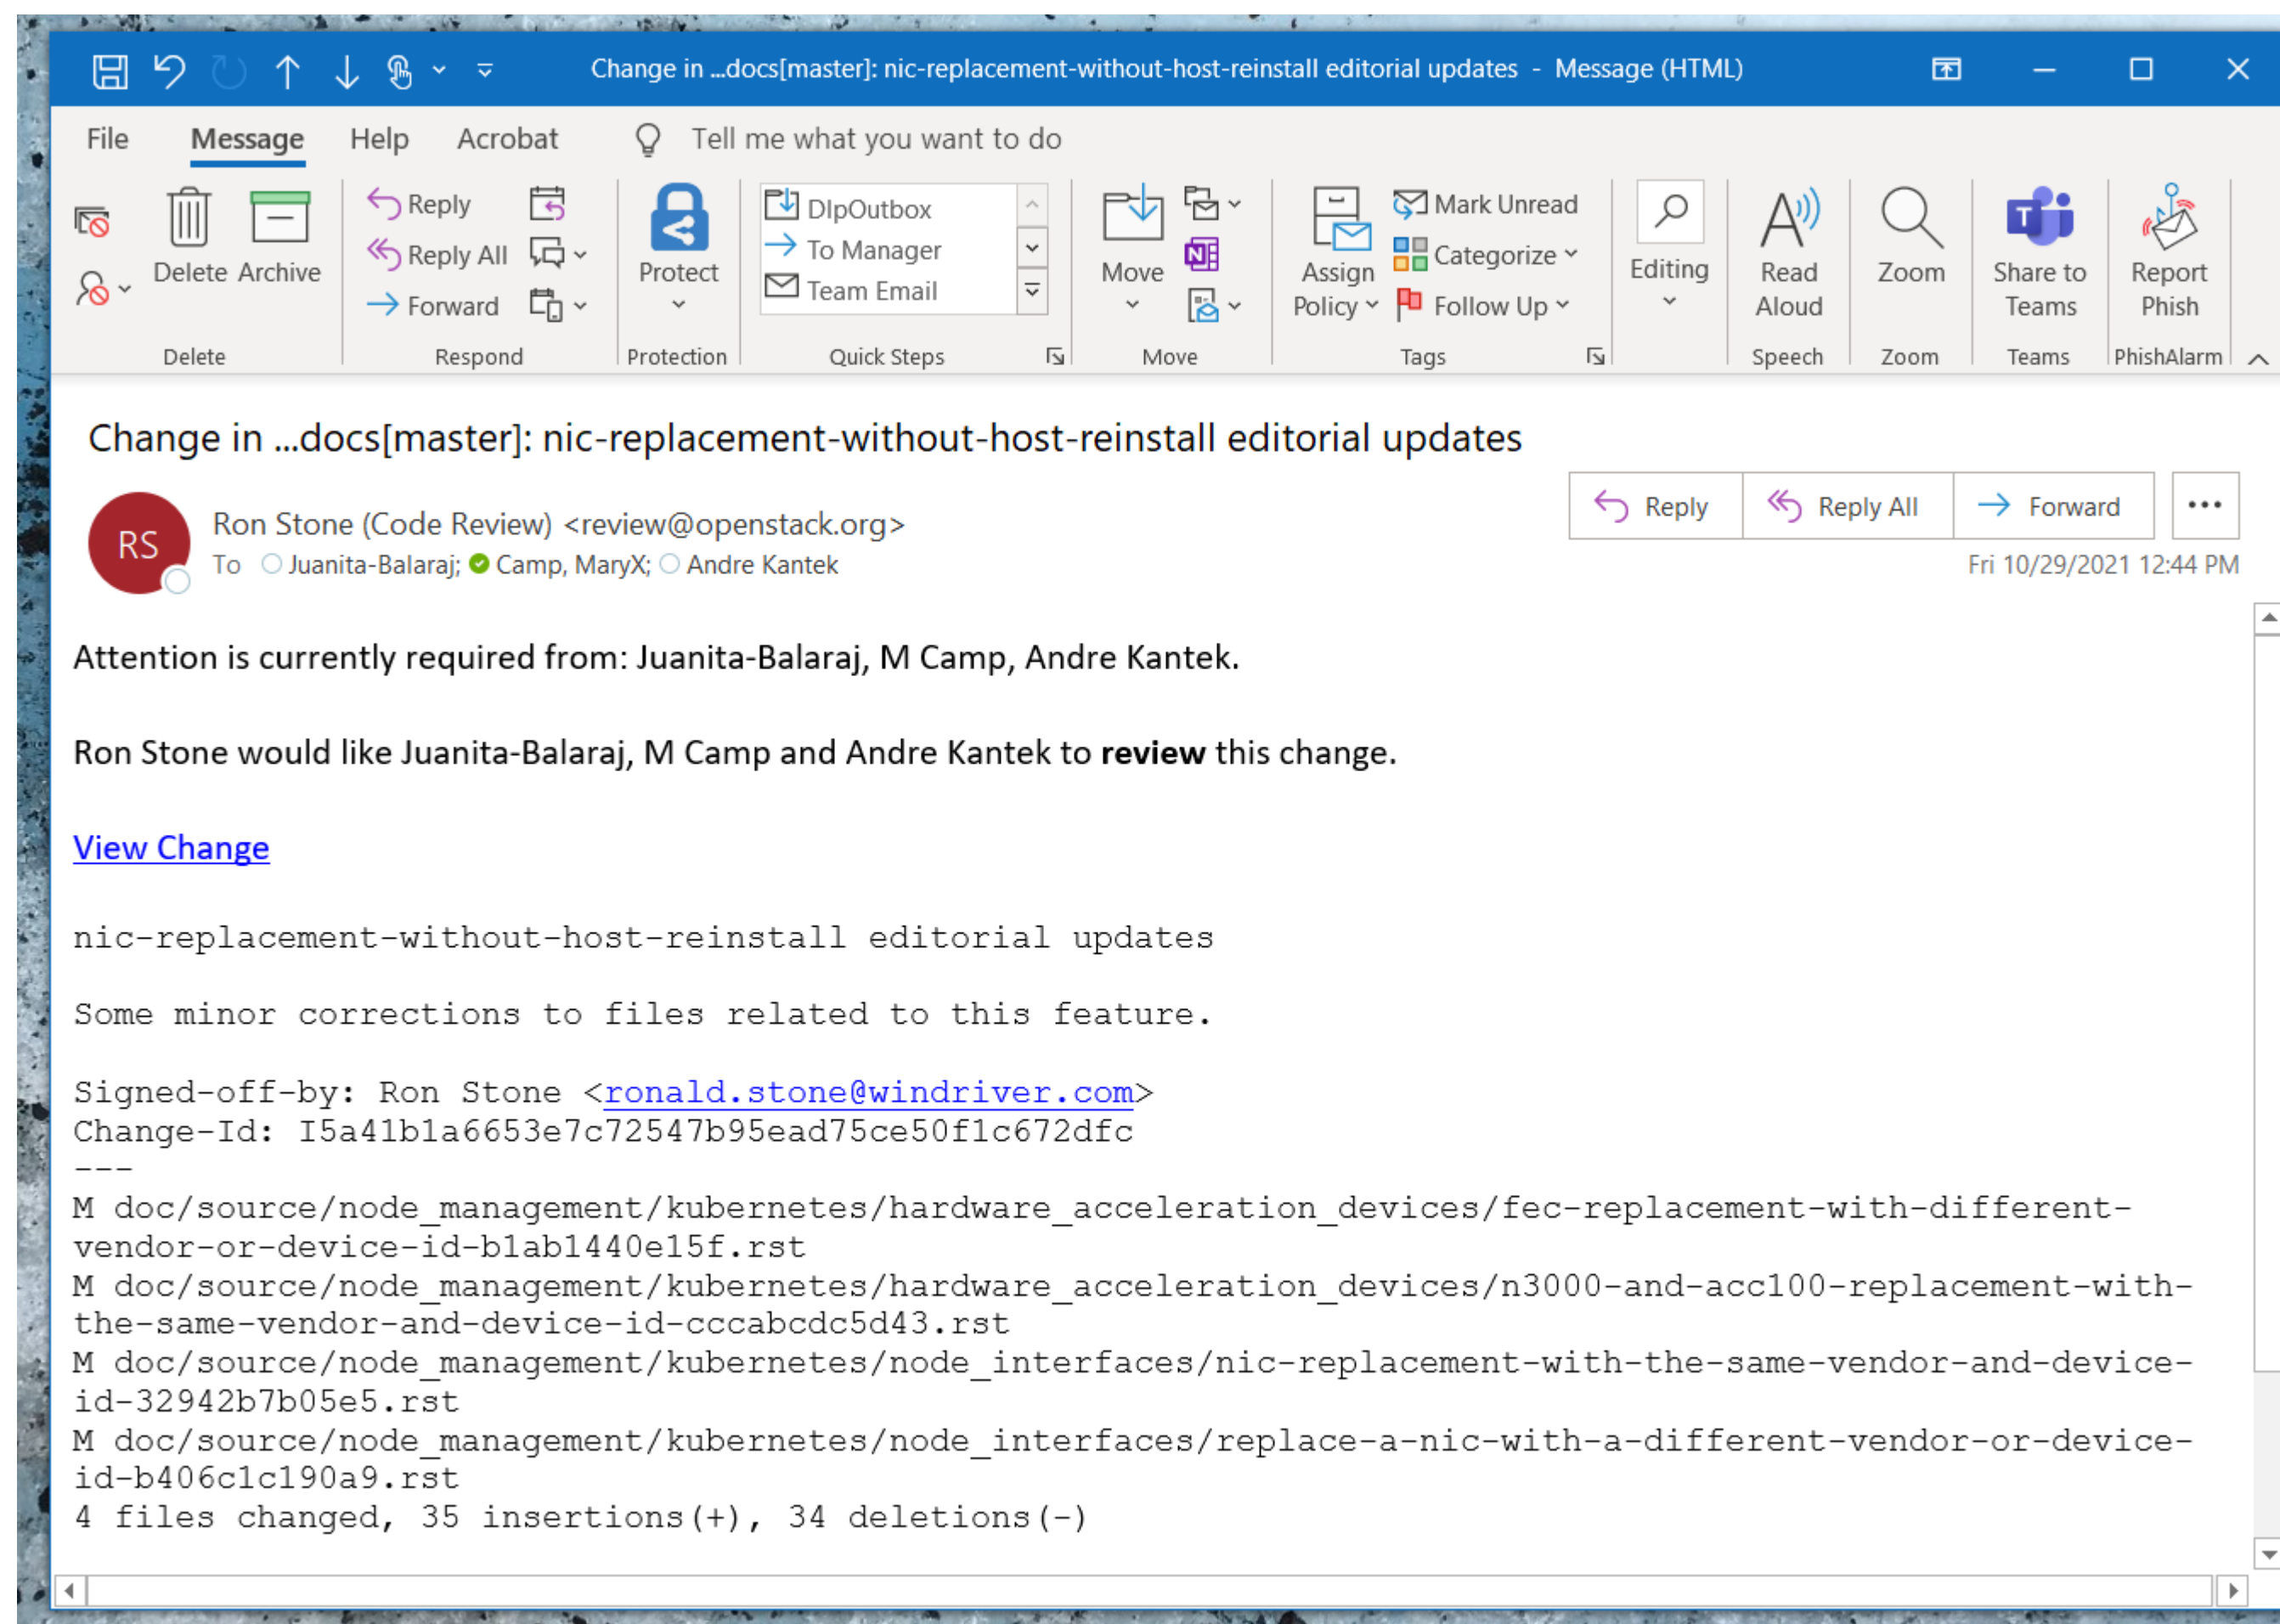 Change in ...docs[master]: nic-replacement-without-host-reinstall editorial updates - Message (HTML)
File Message Help Acrobat Tell me what you want to do
Delete Archive
Reply
Reply All
Forward
Protect
DlpOutbox
To Manager
Team Email
Move
Assign Policy
Mark Unread
Categorize
Follow Up
Editing
Read Aloud
Zoom
Share to Teams
Report Phish
Delete Respond Protection Quick Steps Move Tags Speech Zoom Teams PhishAlarm
Change in ...docs[master]: nic-replacement-without-host-reinstall editorial updates
RS
Ron Stone (Code Review) <review@openstack.org>
To Juanita-Balaraj; Camp, MaryX; Andre Kantek
Reply Reply All Forward
Fri 10/29/2021 12:44 PM
Attention is currently required from: Juanita-Balaraj, M Camp, Andre Kantek.
Ron Stone would like Juanita-Balaraj, M Camp and Andre Kantek to review this change.
View Change
nic-replacement-without-host-reinstall editorial updates
Some minor corrections to files related to this feature.
Signed-off-by: Ron Stone <ronald.stone@windriver.com>
Change-Id: I5a41b1a6653e7c72547b95ead75ce50f1c672dfc
---
M doc/source/node_management/kubernetes/hardware_acceleration_devices/fec-replacement-with-different-
vendor-or-device-id-b1ab1440e15f.rst
M doc/source/node_management/kubernetes/hardware_acceleration_devices/n3000-and-acc100-replacement-with-
the-same-vendor-and-device-id-cccabcdc5d43.rst
M doc/source/node_management/kubernetes/node_interfaces/nic-replacement-with-the-same-vendor-and-device-
id-32942b7b05e5.rst
M doc/source/node_management/kubernetes/node_interfaces/replace-a-nic-with-a-different-vendor-or-device-
id-b406c1c190a9.rst
4 files changed, 35 insertions(+), 34 deletions(-)